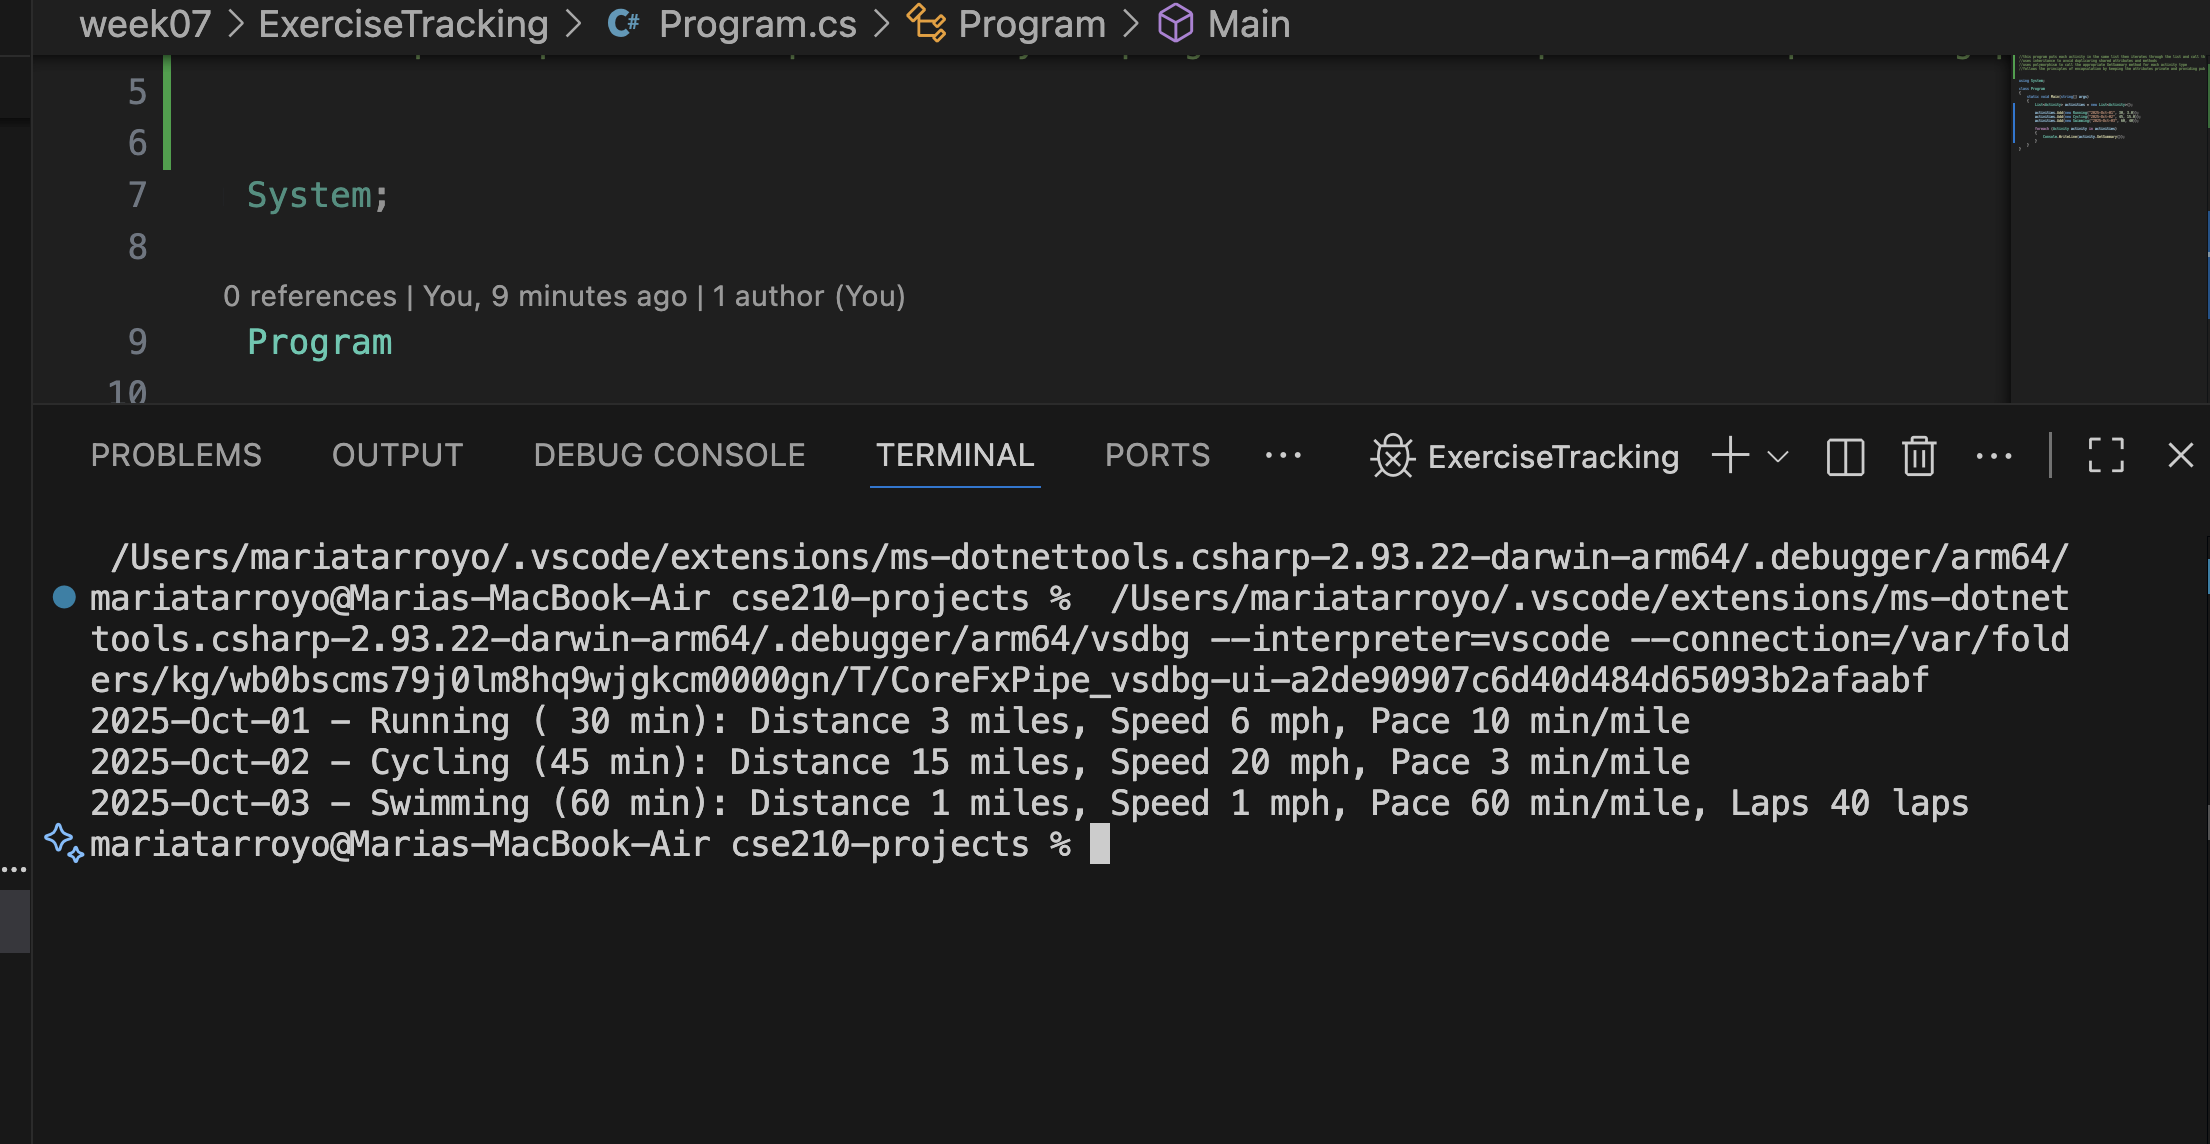 week07 > ExerciseTracking > C# Program.cs > Program > Main
5
6
7 System;
8
0 references | You, 9 minutes ago | 1 author (You)
9 Program
10
PROBLEMS OUTPUT DEBUG CONSOLE TERMINAL PORTS ... ExerciseTracking
/Users/mariatarroyo/.vscode/extensions/ms-dotnettools.csharp-2.93.22-darwin-arm64/.debugger/arm64/
mariatarroyo@Marias-MacBook-Air cse210-projects %  /Users/mariatarroyo/.vscode/extensions/ms-dotnet
tools.csharp-2.93.22-darwin-arm64/.debugger/arm64/vsdbg --interpreter=vscode --connection=/var/fold
ers/kg/wb0bscms79j0lm8hq9wjgkcm0000gn/T/CoreFxPipe_vsdbg-ui-a2de90907c6d40d484d65093b2afaabf
2025-Oct-01 - Running ( 30 min): Distance 3 miles, Speed 6 mph, Pace 10 min/mile
2025-Oct-02 - Cycling (45 min): Distance 15 miles, Speed 20 mph, Pace 3 min/mile
2025-Oct-03 - Swimming (60 min): Distance 1 miles, Speed 1 mph, Pace 60 min/mile, Laps 40 laps
mariatarroyo@Marias-MacBook-Air cse210-projects %